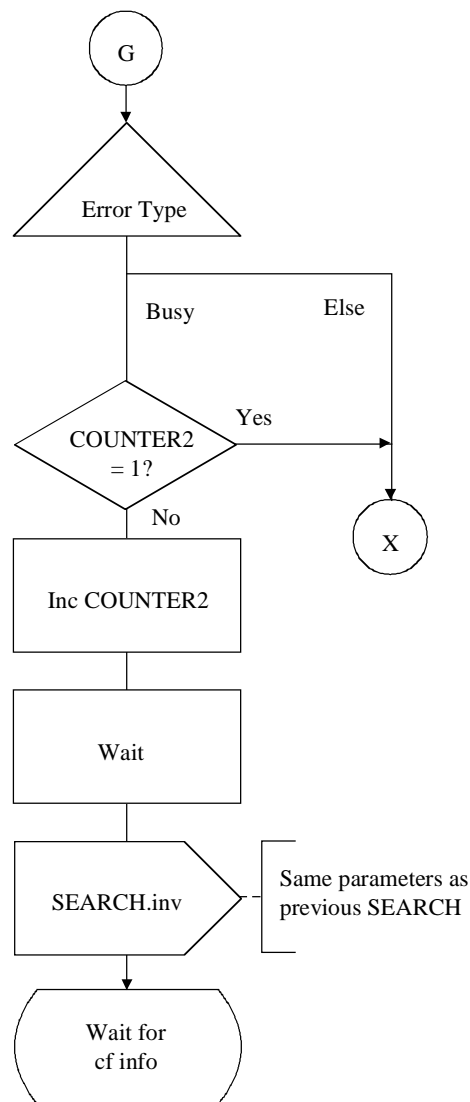 G
Error Type
Busy
Else
COUNTER2
= 1?
Yes
No
X
Inc COUNTER2
Wait
SEARCH.inv
Same parameters as
previous SEARCH
Wait for
cf info